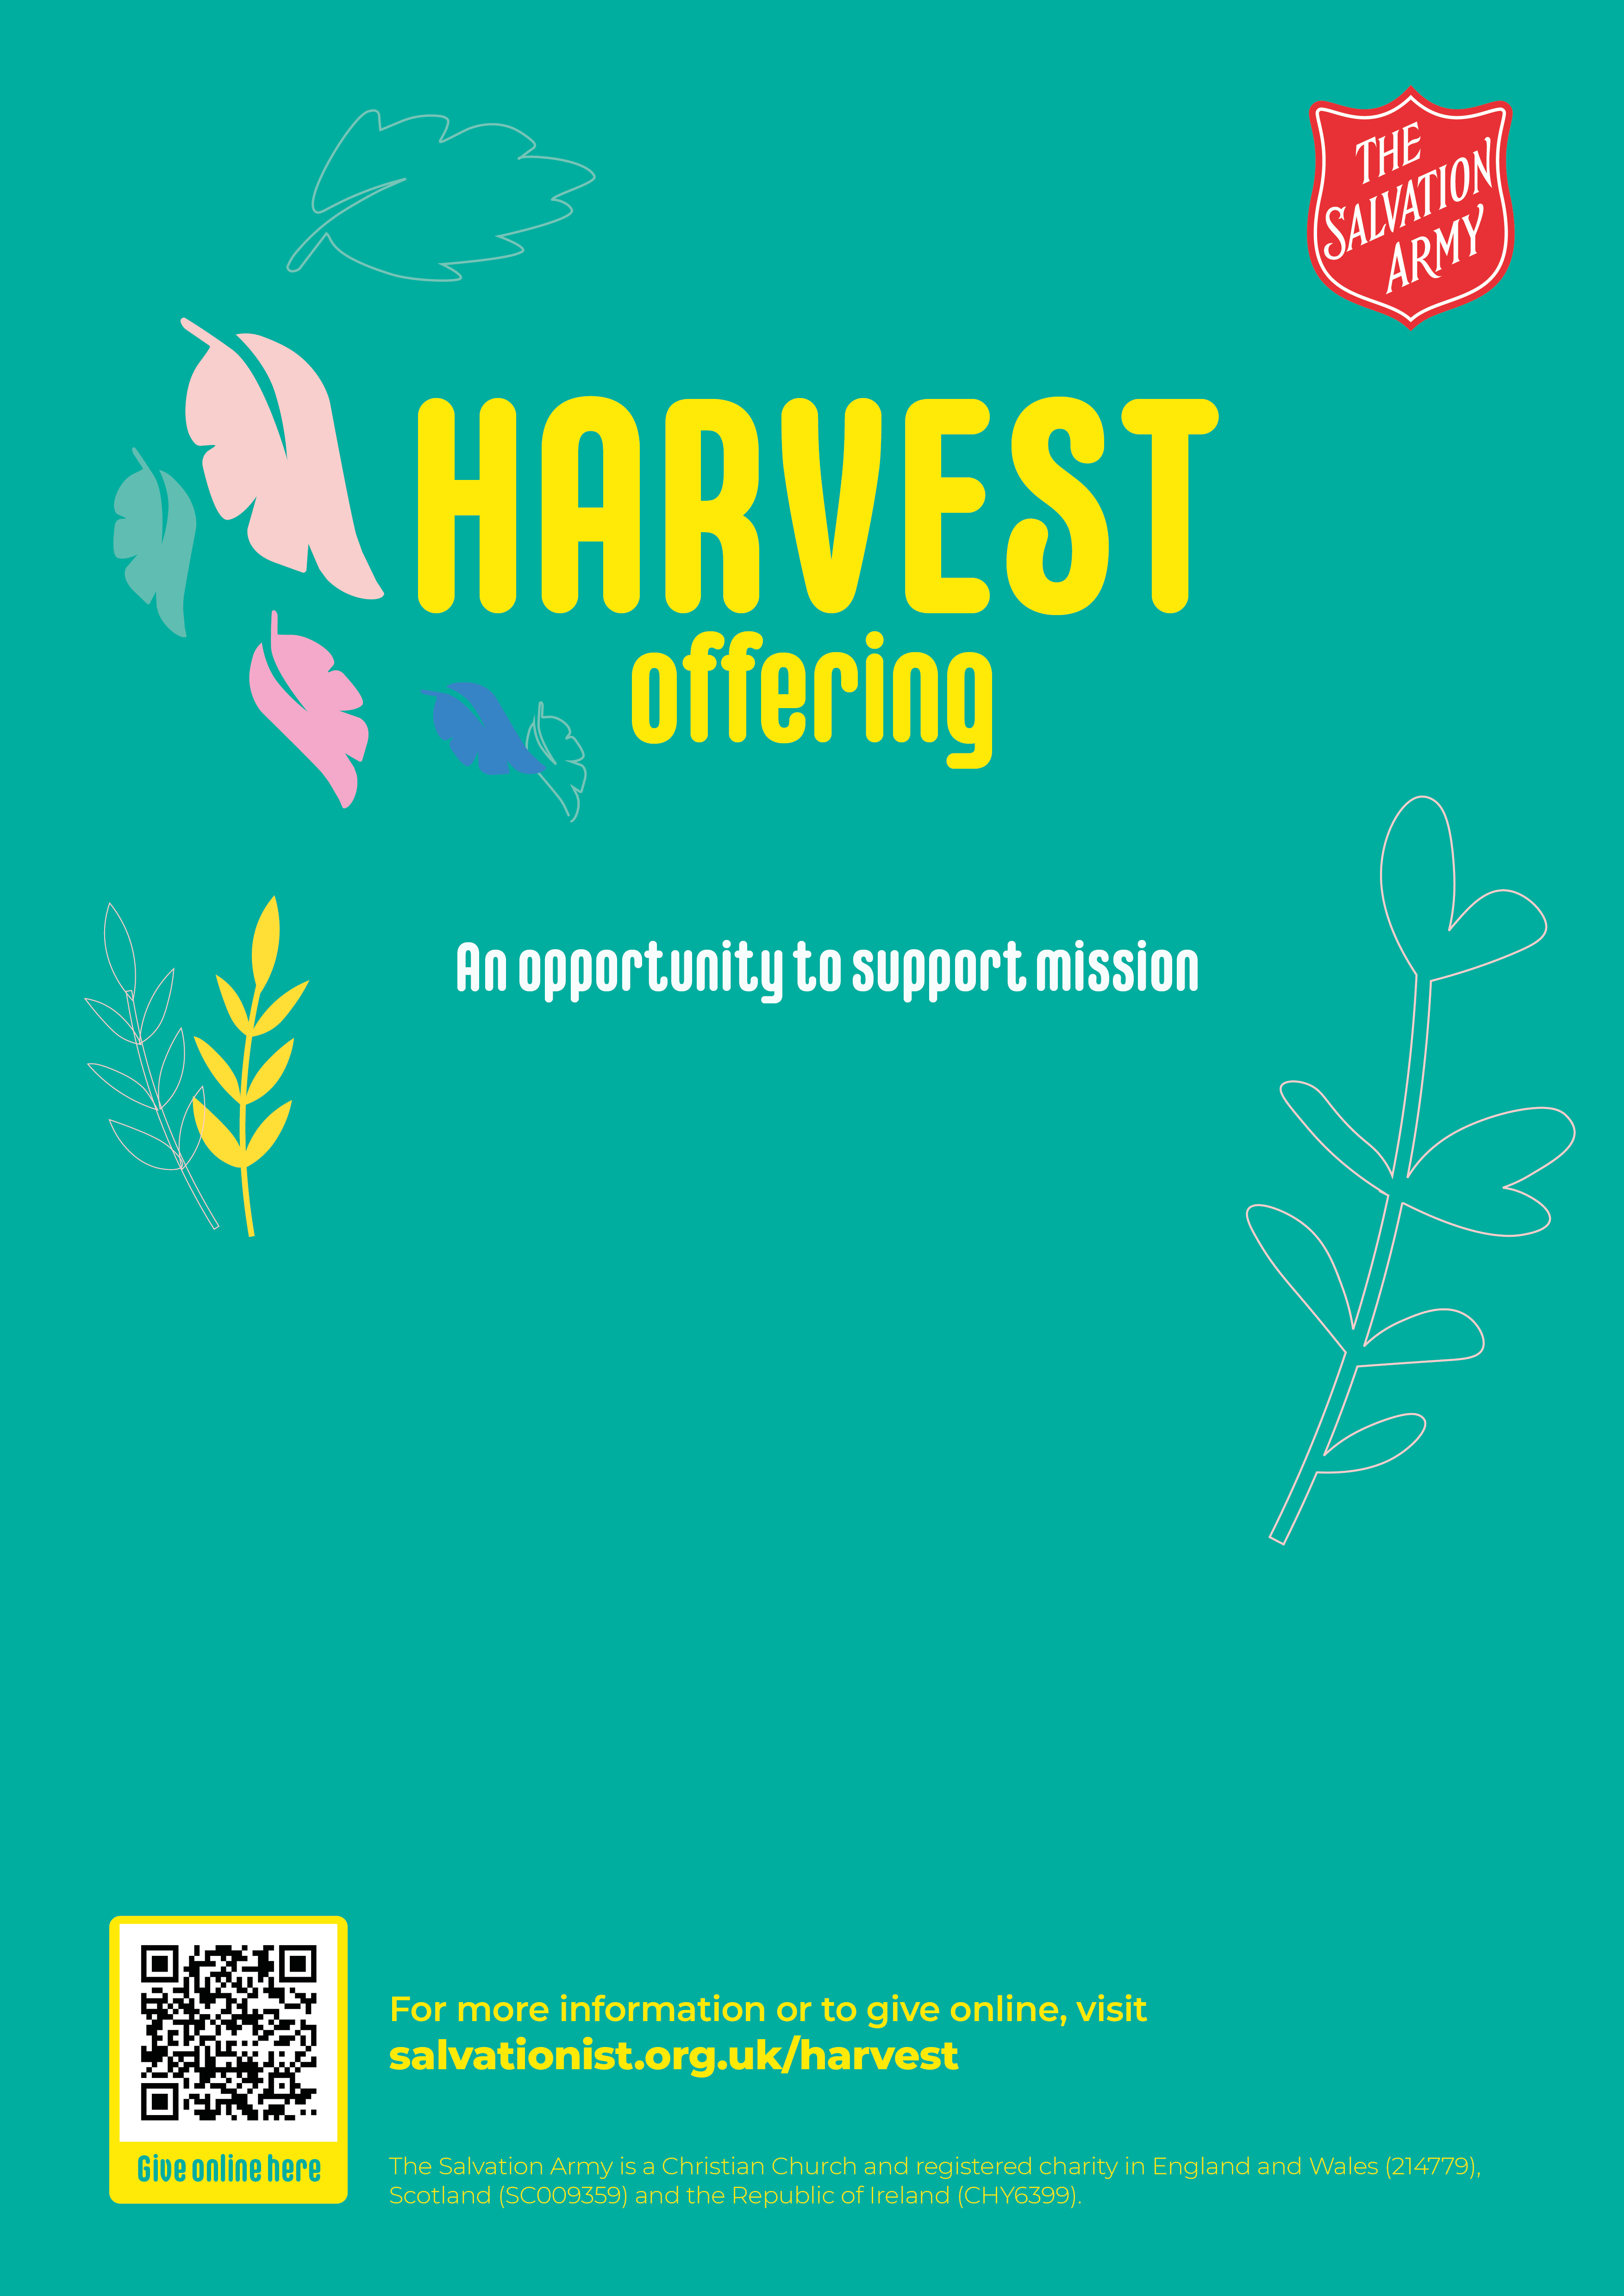 THE
SALVATION
ARMY
HARVEST
offering
An opportunity to support mission
For more information or to give online, visit
salvationist.org.uk/harvest
Give online here
The Salvation Army is a Christian Church and registered charity in England and Wales (214779),
Scotland (SC009359) and the Republic of Ireland (CHY6399).